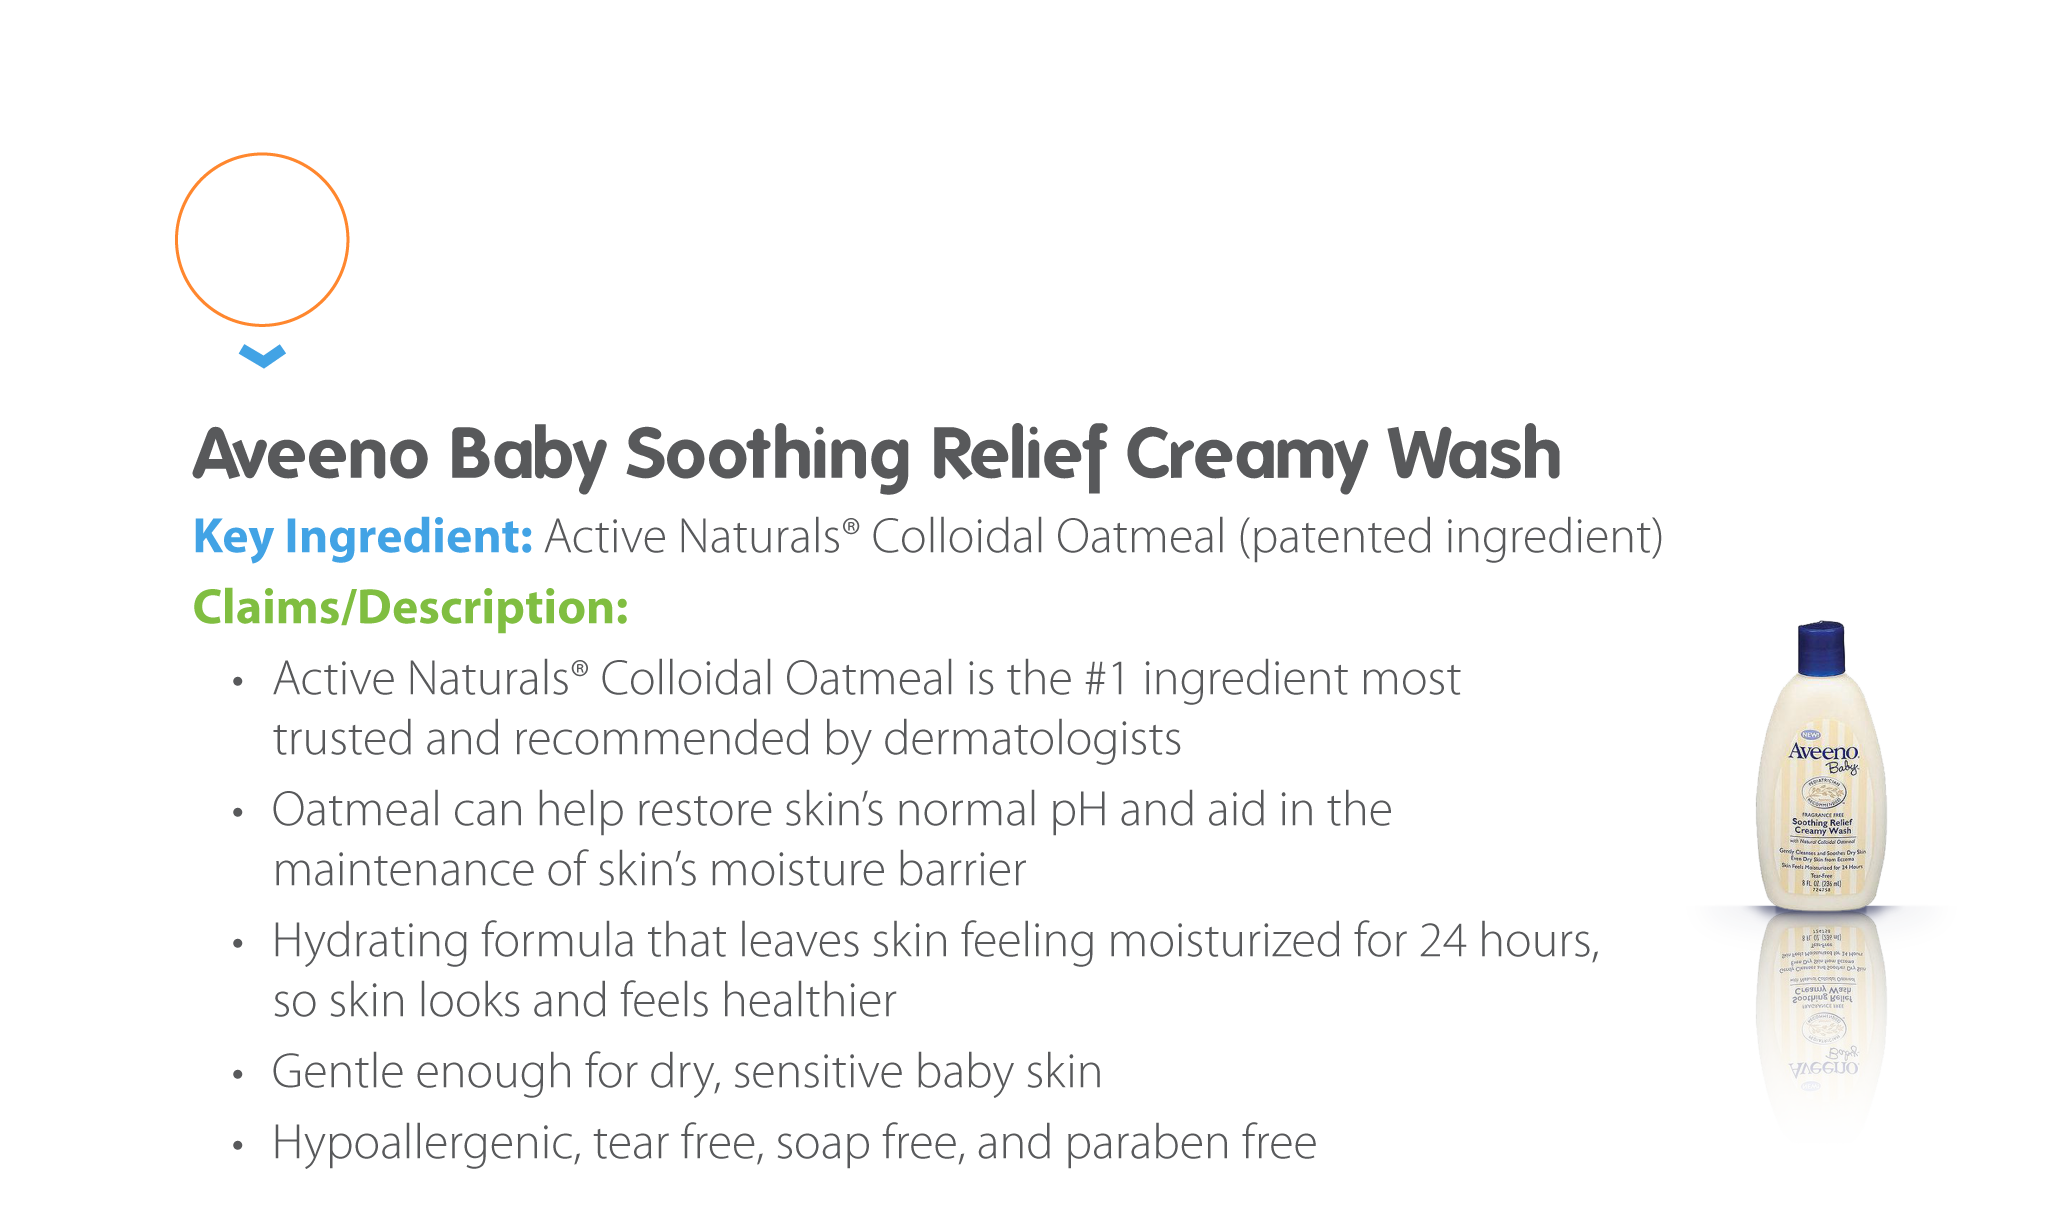 Aveeno Baby Soothing Relief Creamy Wash
Key Ingredient: Active Naturals® Colloidal Oatmeal (patented ingredient)
Claims/Description:
• Active Naturals® Colloidal Oatmeal is the #1 ingredient most
trusted and recommended by dermatologists
• Oatmeal can help restore skin’s normal pH and aid in the
maintenance of skin’s moisture barrier
• Hydrating formula that leaves skin feeling moisturized for 24 hours,
so skin looks and feels healthier
• Gentle enough for dry, sensitive baby skin
• Hypoallergenic, tear free, soap free, and paraben free
NEW!
Aveeno
Baby
PEDIATRICIAN
RECOMMENDED
FRAGRANCE FREE
Soothing Relief
Creamy Wash
with Natural Colloidal Oatmeal
Gently Cleanses and Soothes Dry Skin
Even Dry Skin from Eczema
Skin Feels Moisturized for 24 Hours
Tear-Free
8 FL. OZ. (236 ml)